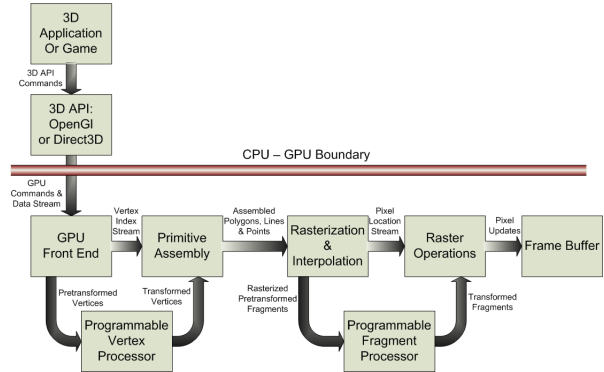 3D
Application
Or Game
3D API
Commands
3D API:
OpenGl
or Direct3D
CPU – GPU Boundary
GPU
Commands &
Data Stream
GPU
Front End
Vertex
Index
Stream
Primitive
Assembly
Assembled
Polygons, Lines
& Points
Rasterization
&
Interpolation
Pixel
Location
Stream
Raster
Operations
Pixel
Updates
Frame Buffer
Pretransformed
Vertices
Transformed
Vertices
Rasterized
Pretransformed
Fragments
Transformed
Fragments
Programmable
Vertex
Processor
Programmable
Fragment
Processor